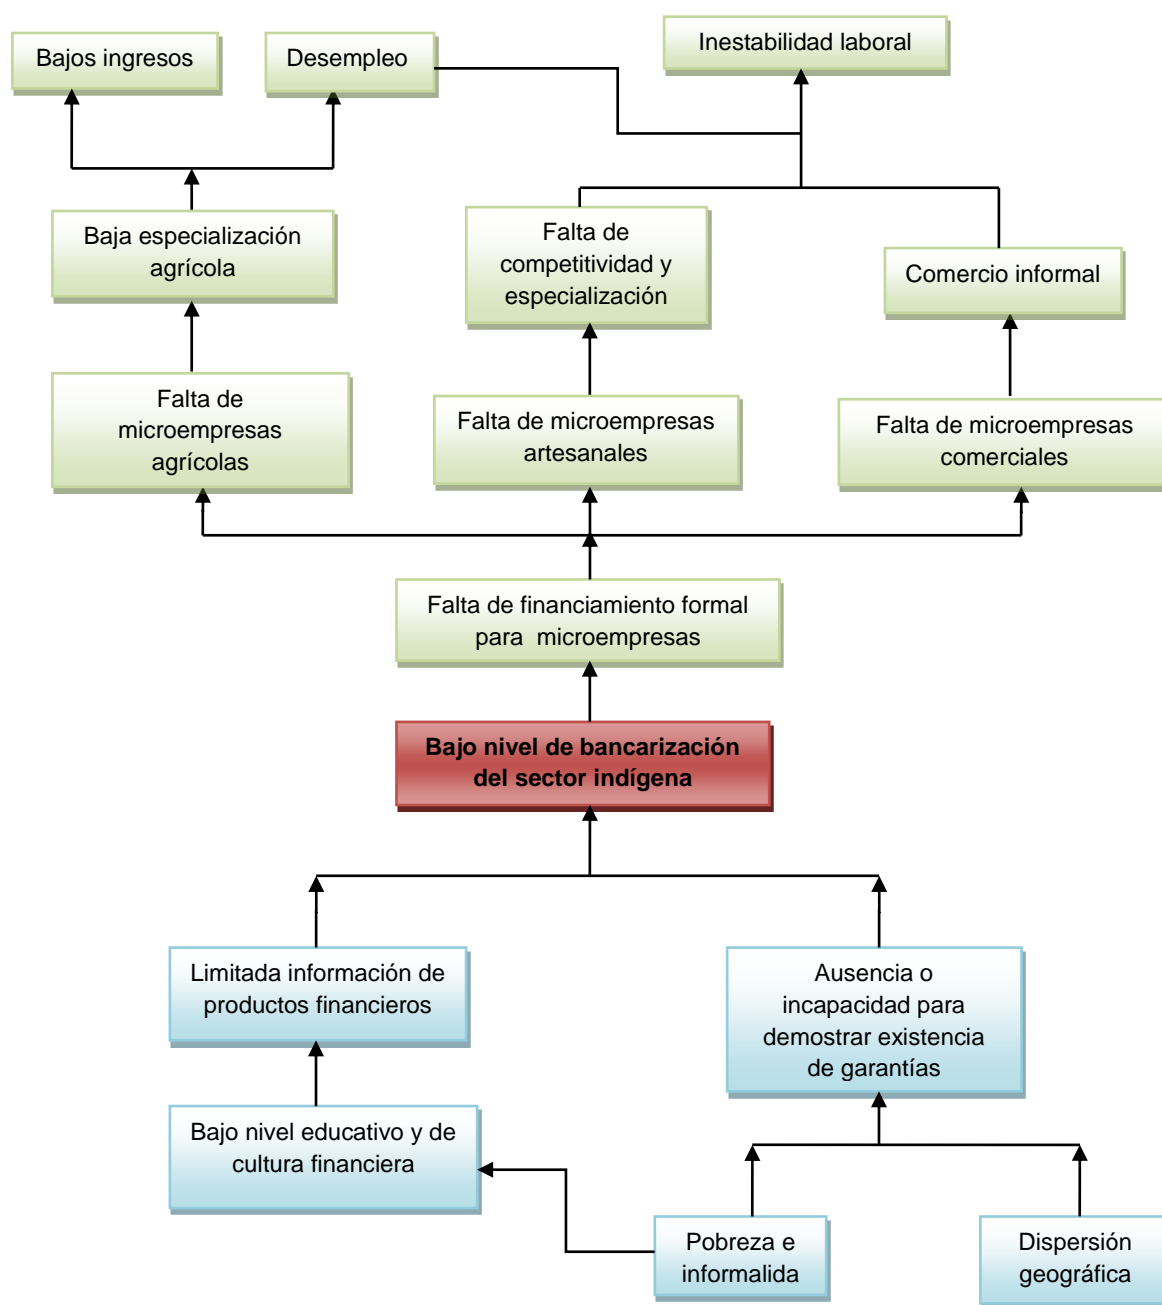 Bajos ingresos
Desempleo
Inestabilidad laboral
Baja especialización
agrícola
Falta de
competitividad y
especialización
Comercio informal
Falta de
microempresas
agrícolas
Falta de microempresas
artesanales
Falta de microempresas
comerciales
Falta de financiamiento formal
para  microempresas
Bajo nivel de bancarización
del sector indígena
Limitada información de
productos financieros
Ausencia o
incapacidad para
demostrar existencia
de garantías
Bajo nivel educativo y de
cultura financiera
Pobreza e
informalida
Dispersión
geográfica